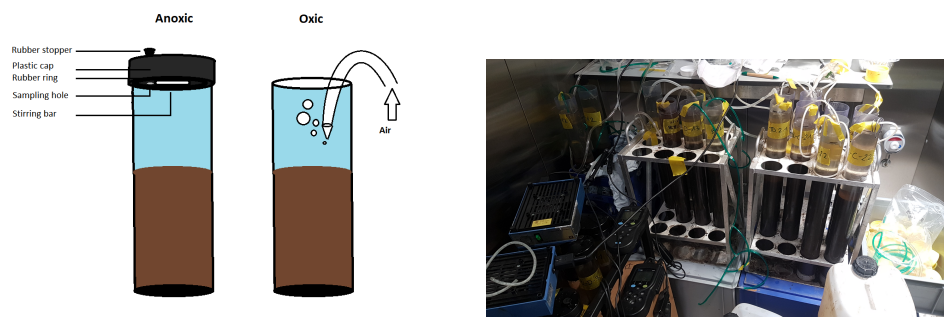 Anoxic
Oxic
Rubber stopper
Plastic cap
Rubber ring
Sampling hole
Stirring bar
Air